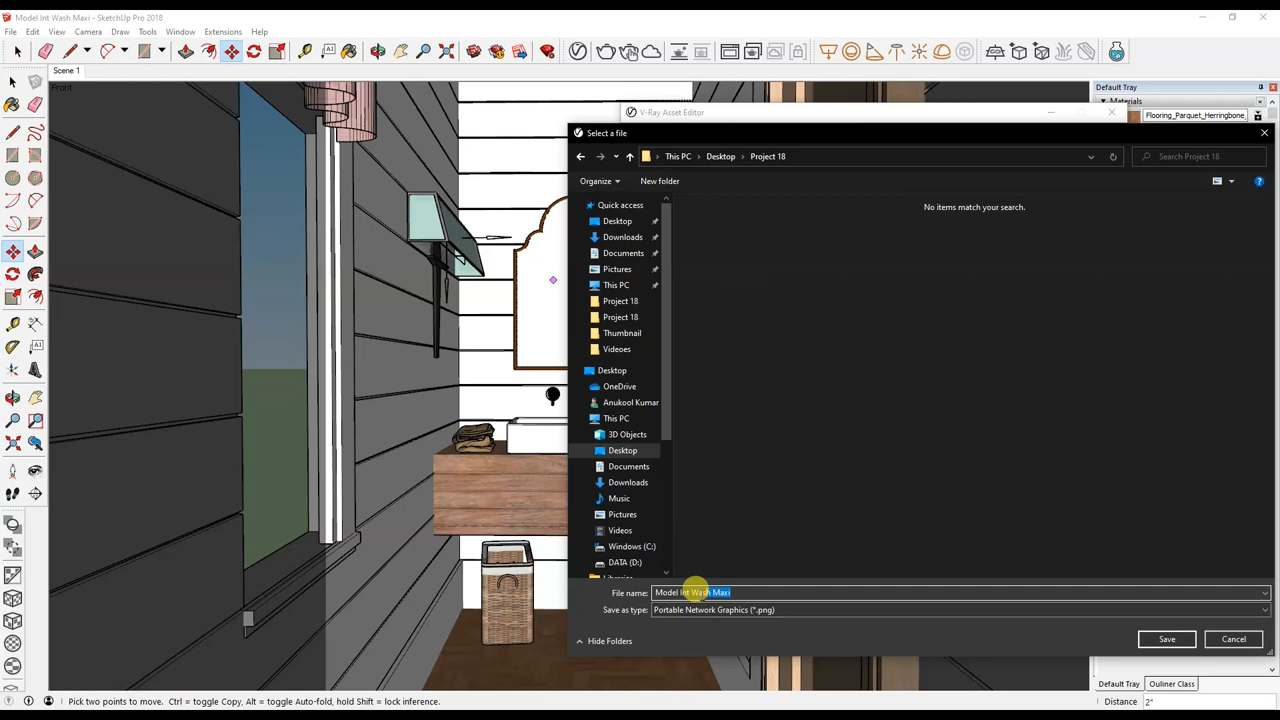 Model Int Wash Maxi - SketchUp Pro 2018
File Edit View Camera Draw Tools Window Extensions Help
Scene 1
Front
Default Tray
Materials
Flooring_Parquet_Herringbone_
V-Ray Asset Editor
Select a file
This PC > Desktop > Project 18
Search Project 18
Organize
New folder
No items match your search.
Quick access
Desktop
Downloads
Documents
Pictures
This PC
Project 18
Project 18
Thumbnail
Videoes
Desktop
OneDrive
Anukool Kumar
This PC
3D Objects
Desktop
Documents
Downloads
Music
Pictures
Videos
Windows (C:)
DATA (D:)
Libraries
File name: Model Int Wash Maxi
Save as type: Portable Network Graphics (*.png)
Hide Folders
Save
Cancel
Default Tray
Outliner Class
Pick two points to move. Ctrl = toggle Copy, Alt = toggle Auto-fold, hold Shift = lock inference.
Distance 2"